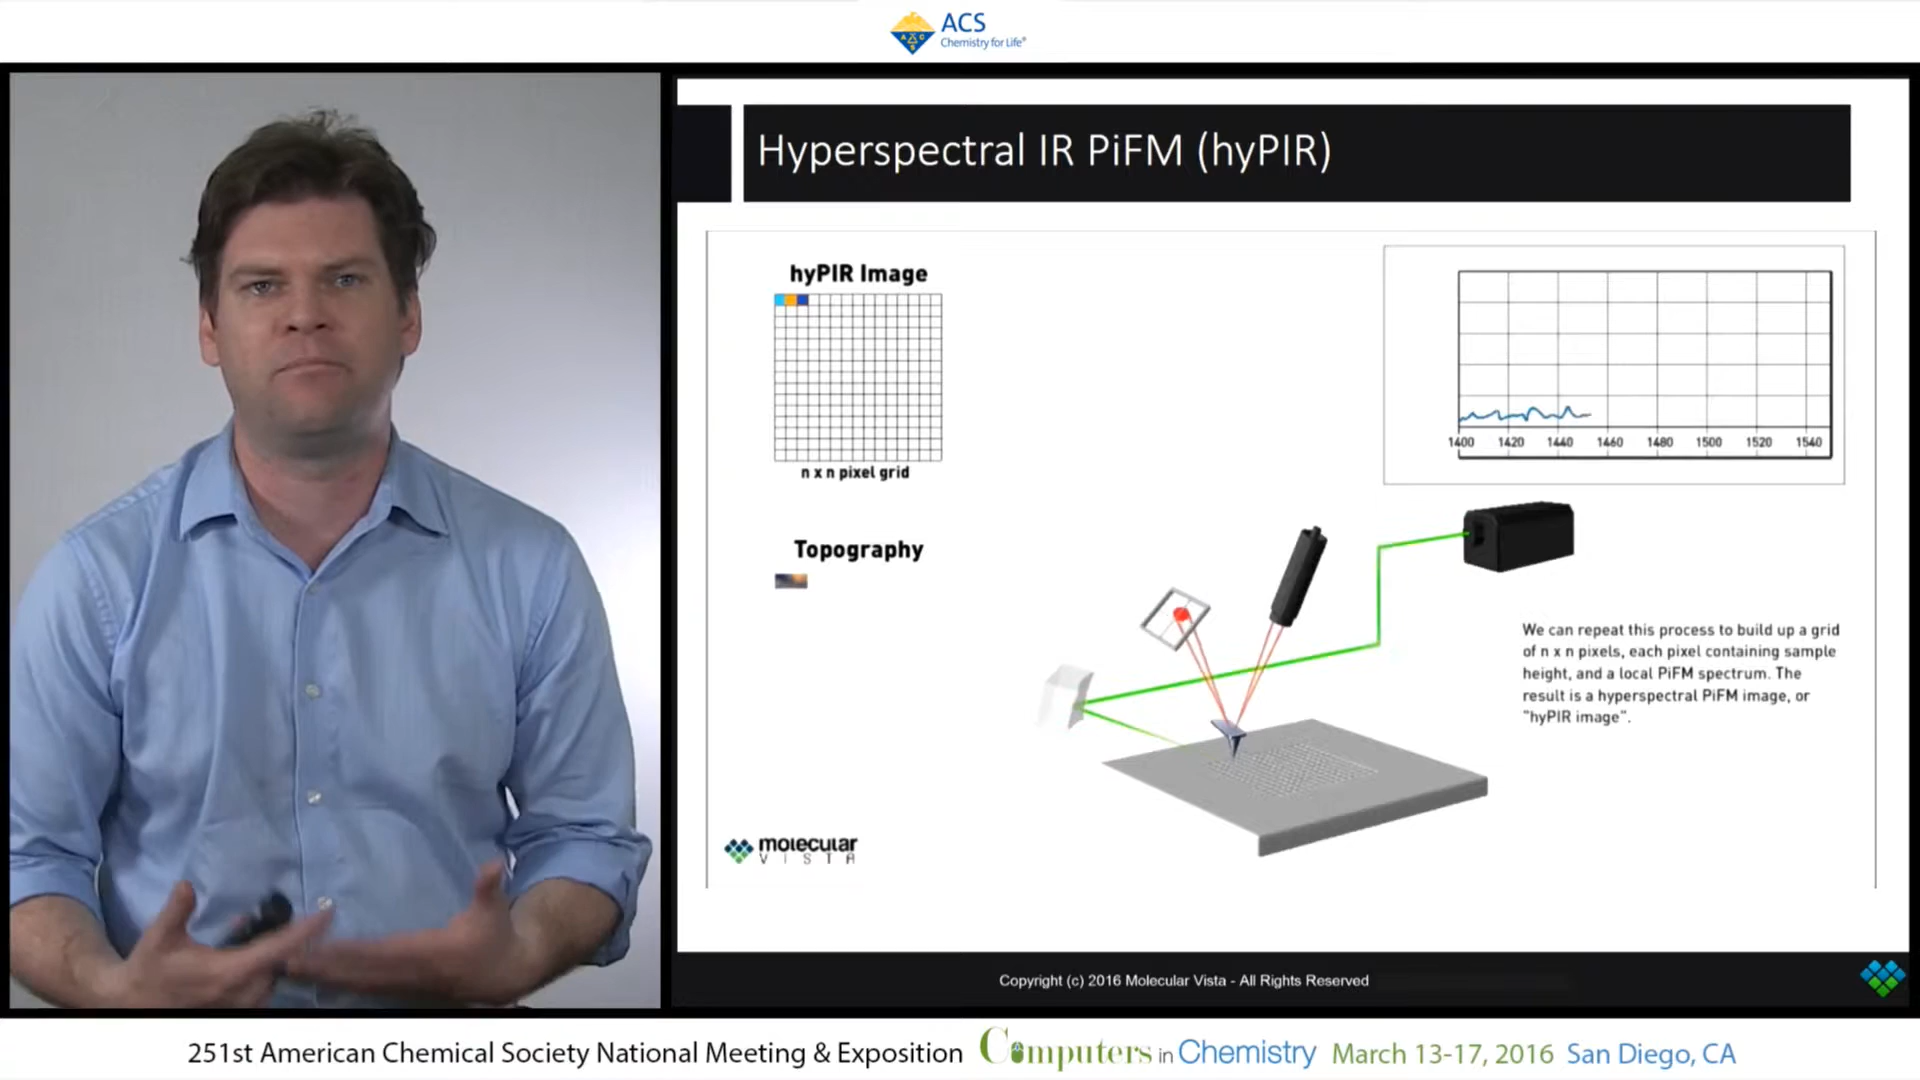 ACS
Chemistry for Life®
Hyperspectral IR PiFM (hyPIR)
hyPIR Image
n x n pixel grid
1400 1420 1440 1460 1480 1500 1520 1540
Topography
We can repeat this process to build up a grid
of n x n pixels, each pixel containing sample
height, and a local PiFM spectrum. The
result is a hyperspectral PiFM image, or
"hyPIR image".
molecular
VISTA
Copyright (c) 2016 Molecular Vista - All Rights Reserved
251st American Chemical Society National Meeting & Exposition Computers in Chemistry March 13-17, 2016 San Diego, CA